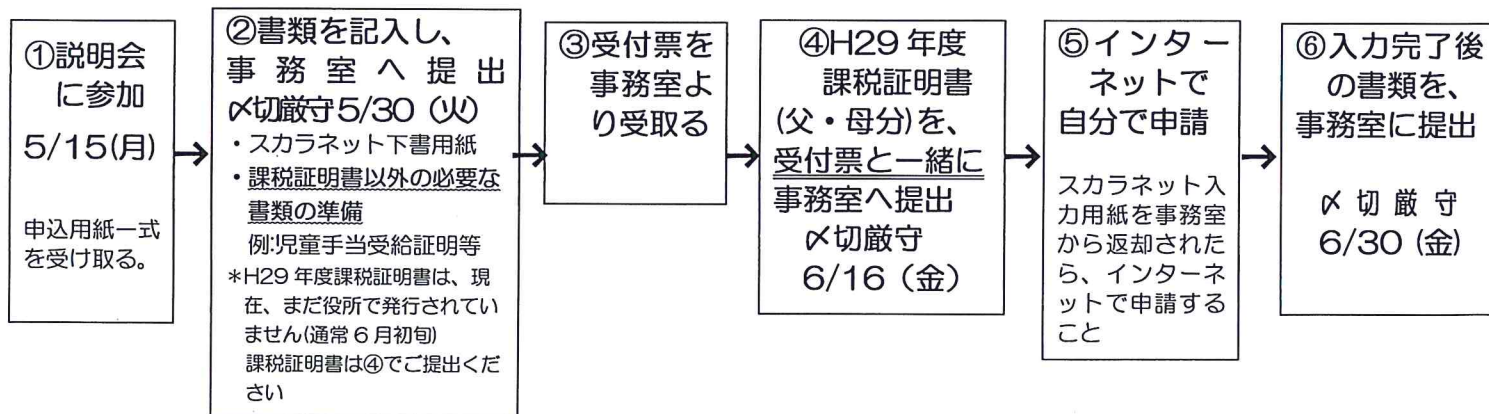 ①説明会
に参加
5/15(月)
申込用紙一式
を受け取る。
→
②書類を記入し、
事務室へ提出
〆切厳守5/30(火)
・スカラネット下書用紙
・課税証明書以外の必要な
書類の準備
例:児童手当受給証明等
*H29年度課税証明書は、現
在、まだ役所で発行されてい
ません(通常6月初旬)
課税証明書は④でご提出くだ
さい
→
③受付票を
事務室よ
り受取る
→
④H29年度
課税証明書
(父・母分)を、
受付票と一緒に
事務室へ提出
〆切厳守
6/16(金)
→
⑤インター
ネットで
自分で申請
スカラネット入
力用紙を事務室
から返却された
ら、インターネ
ットで申請する
こと
→
⑥入力完了後
の書類を、
事務室に提出
〆切厳守
6/30(金)